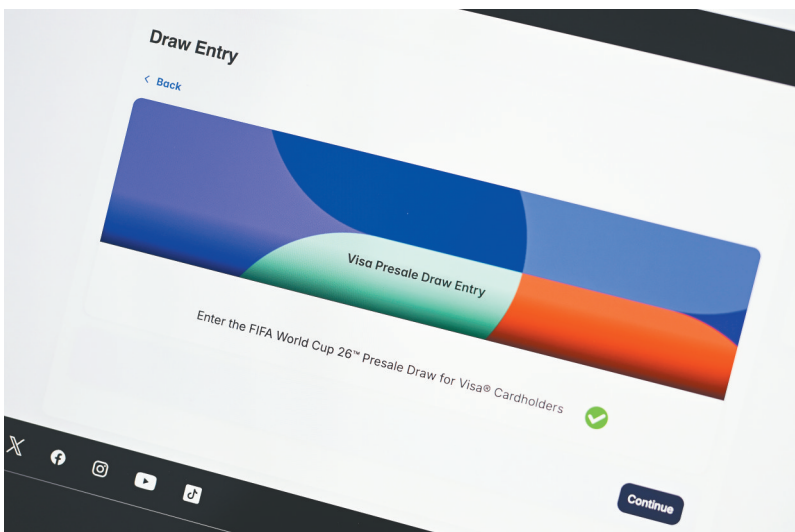 Draw Entry
Back
Visa Presale Draw Entry
Enter the FIFA World Cup 26™ Presale Draw for Visa® Cardholders
Continue